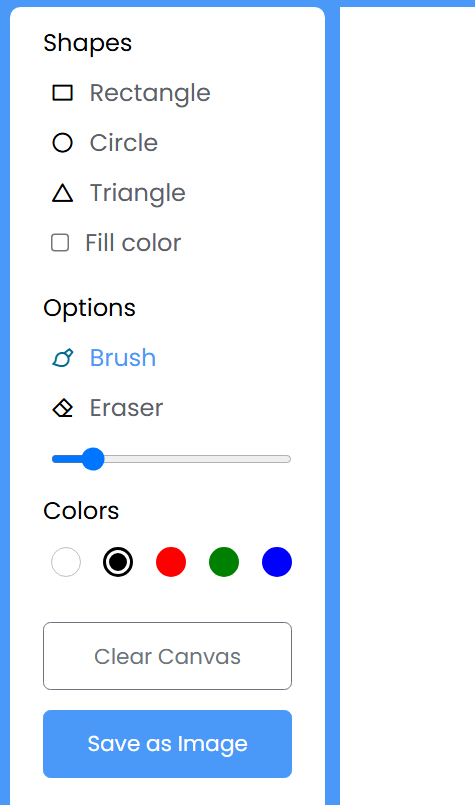 Shapes
Rectangle
Circle
Triangle
Fill color
Options
Brush
Eraser
Colors
Clear Canvas
Save as Image